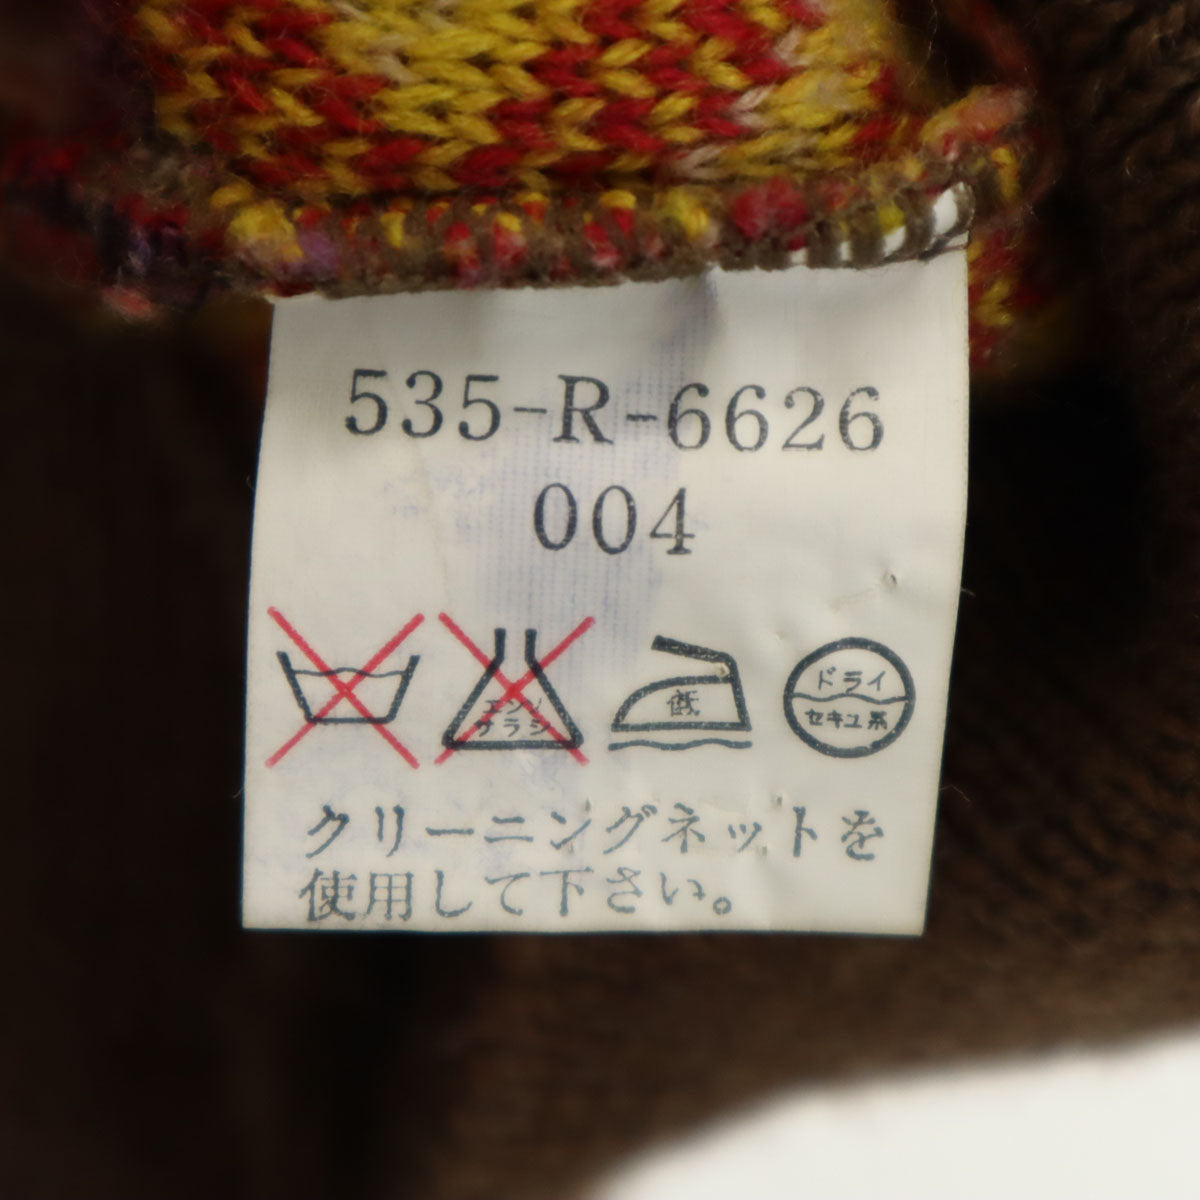 535-R-6626
004
エンソ
サラシ
低
ドライ
セキユ系
クリーニングネットを
使用して下さい。